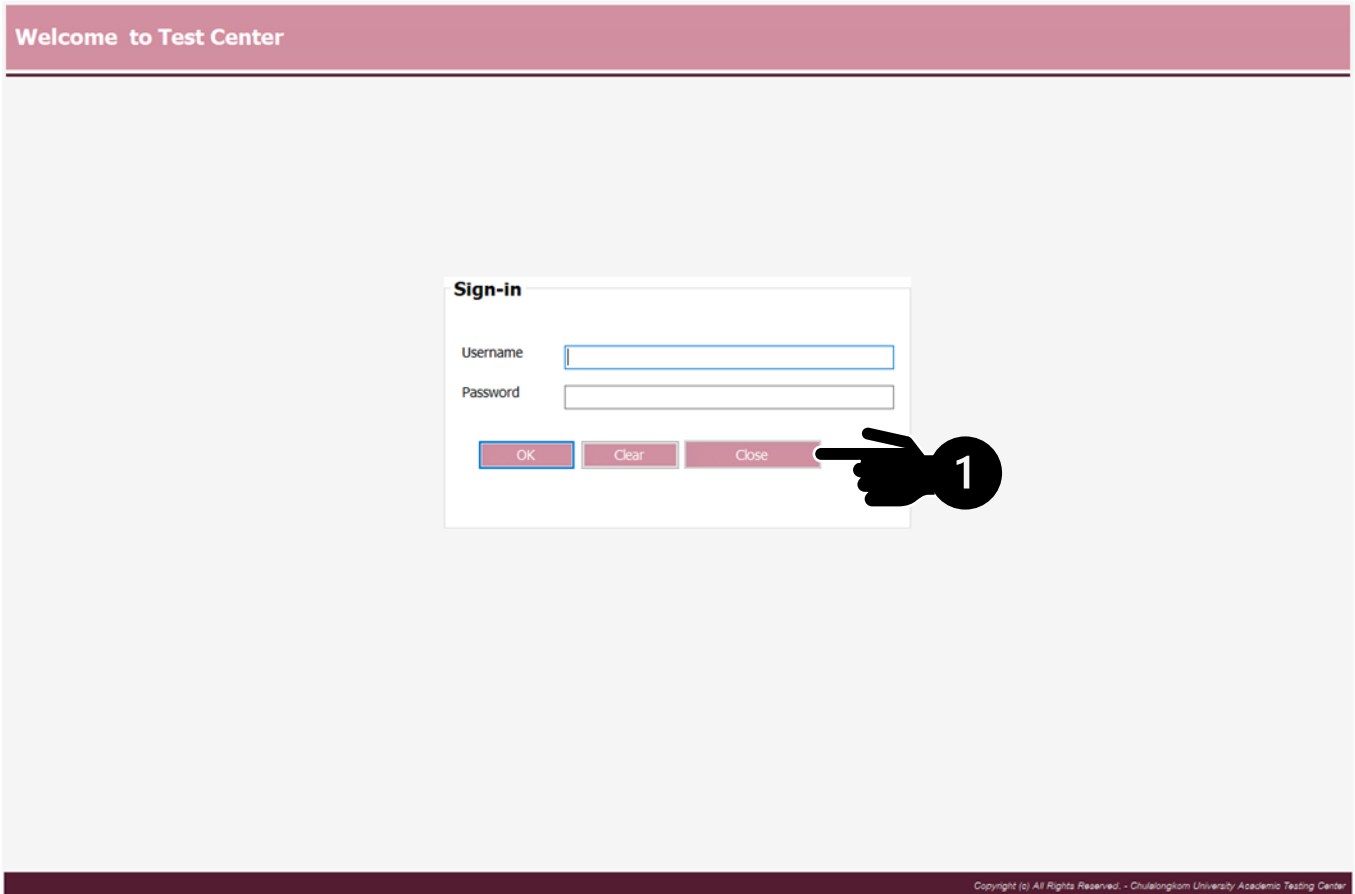 Welcome to Test Center
Sign-in
Username
Password
OK Clear Close
1
Copyright (c) All Rights Reserved. - Chulalongkorn University Academic Testing Center